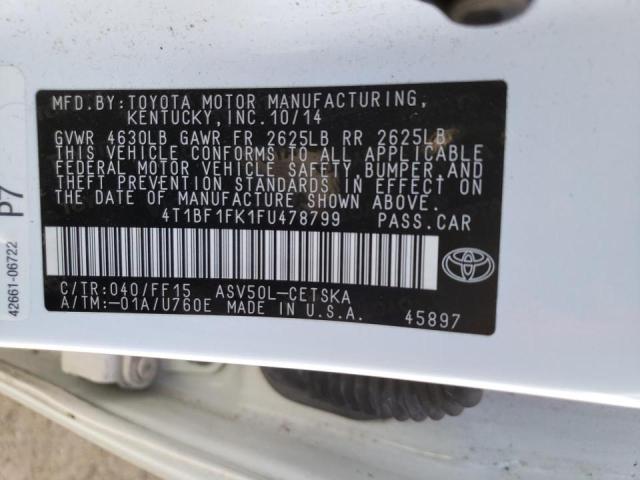 MFD.BY: TOYOTA MOTOR MANUFACTURING,
KENTUCKY, INC. 10/14
GVWR 4630LB GAWR FR 2625LB RR 2625LB
THIS VEHICLE CONFORMS TO ALL APPLICABLE
FEDERAL MOTOR VEHICLE SAFETY, BUMPER, AND
THEFT PREVENTION STANDARDS IN EFFECT ON
THE DATE OF MANUFACTURE SHOWN ABOVE.
4T1BF1FK1FU478799 PASS.CAR
C/TR:040/FF15 ASV50L-CETSKA
A/TM:-01A/U760E MADE IN U.S.A. 45897
TOYOTA
P7
42661-06722